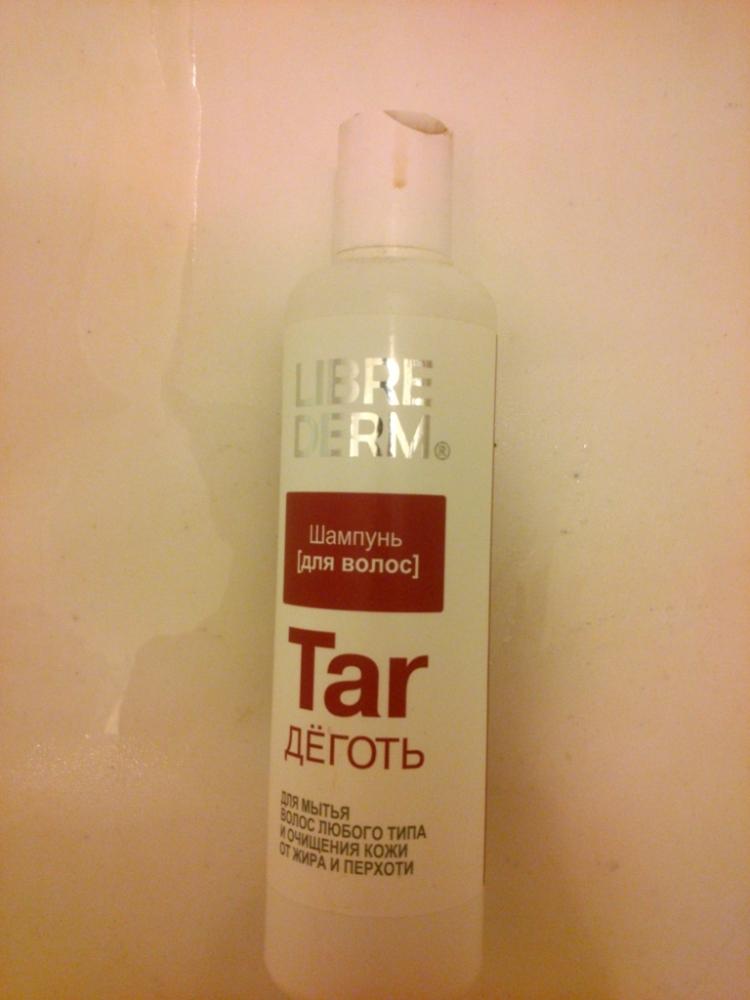 LIBRE
DERM®
Шампунь
[для волос]
Tar
ДЁГОТЬ
ДЛЯ МЫТЬЯ
ВОЛОС ЛЮБОГО ТИПА
И ОЧИЩЕНИЯ КОЖИ
ОТ ЖИРА И ПЕРХОТИ